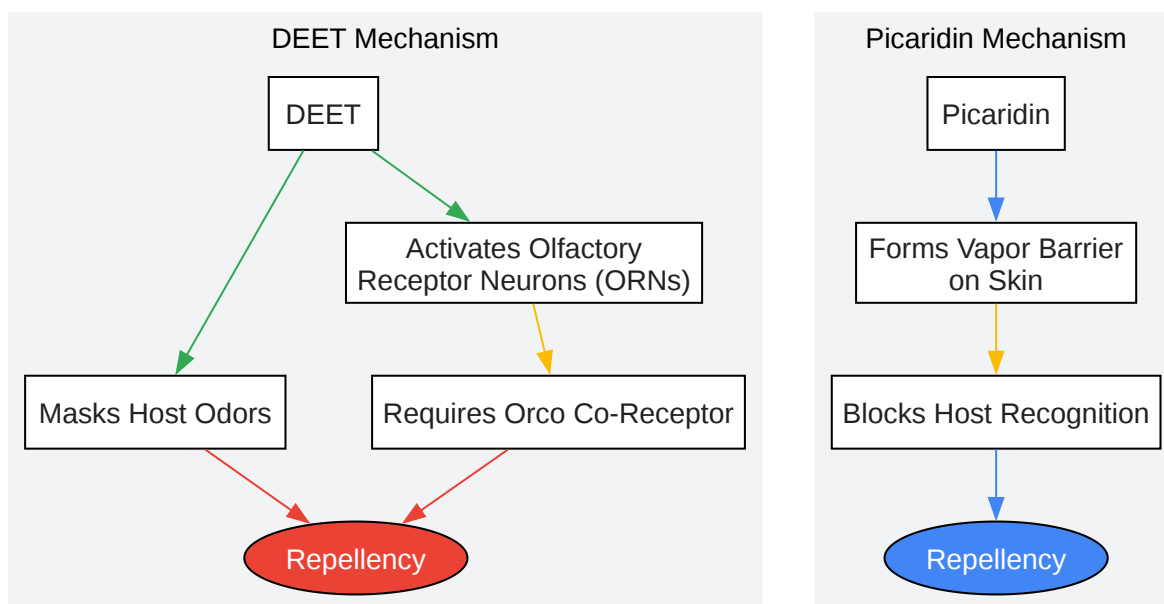 DEET Mechanism
DEET
Activates Olfactory
Receptor Neurons (ORNs)
Masks Host Odors
Requires Orco Co-Receptor
Repellency
Picaridin Mechanism
Picaridin
Forms Vapor Barrier
on Skin
Blocks Host Recognition
Repellency